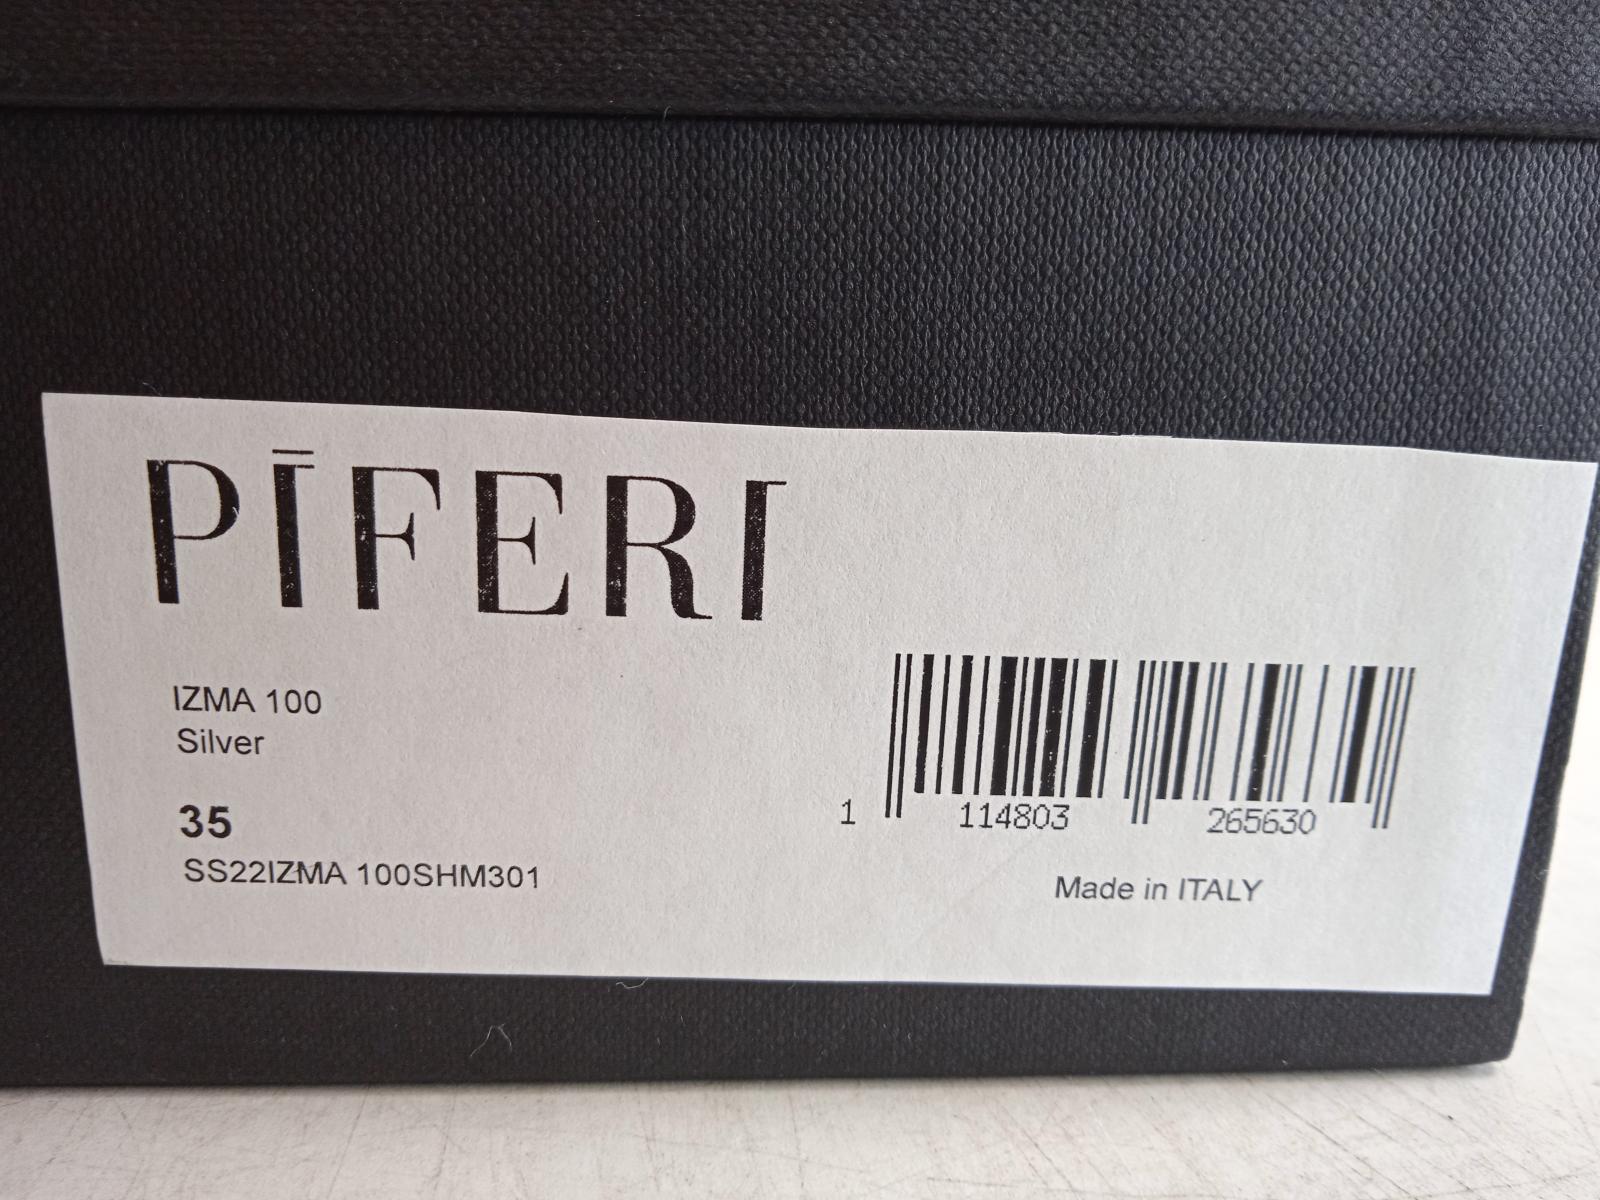 PĪFERI
IZMA 100
Silver
35
SS22IZMA 100SHM301
1 114803 265630
Made in ITALY